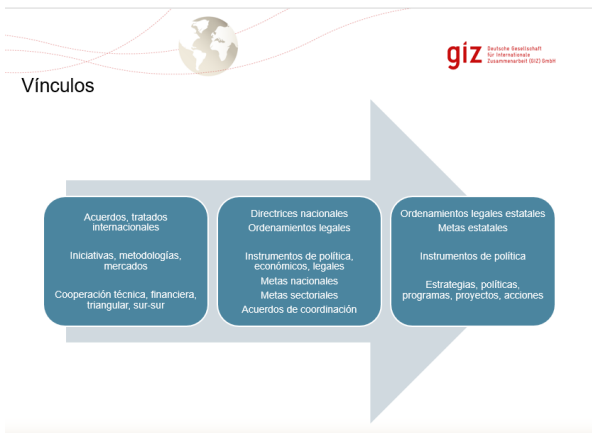 giz Deutsche Gesellschaft
für Internationale
Zusammenarbeit (GIZ) GmbH
Vínculos
Acuerdos, tratados
internacionales
Iniciativas, metodologías,
mercados
Cooperación técnica, financiera,
triangular, sur-sur
Directrices nacionales
Ordenamientos legales
Instrumentos de política,
económicos, legales
Metas nacionales
Metas sectoriales
Acuerdos de coordinación
Ordenamientos legales estatales
Metas estatales
Instrumentos de política
Estrategias, políticas,
programas, proyectos, acciones